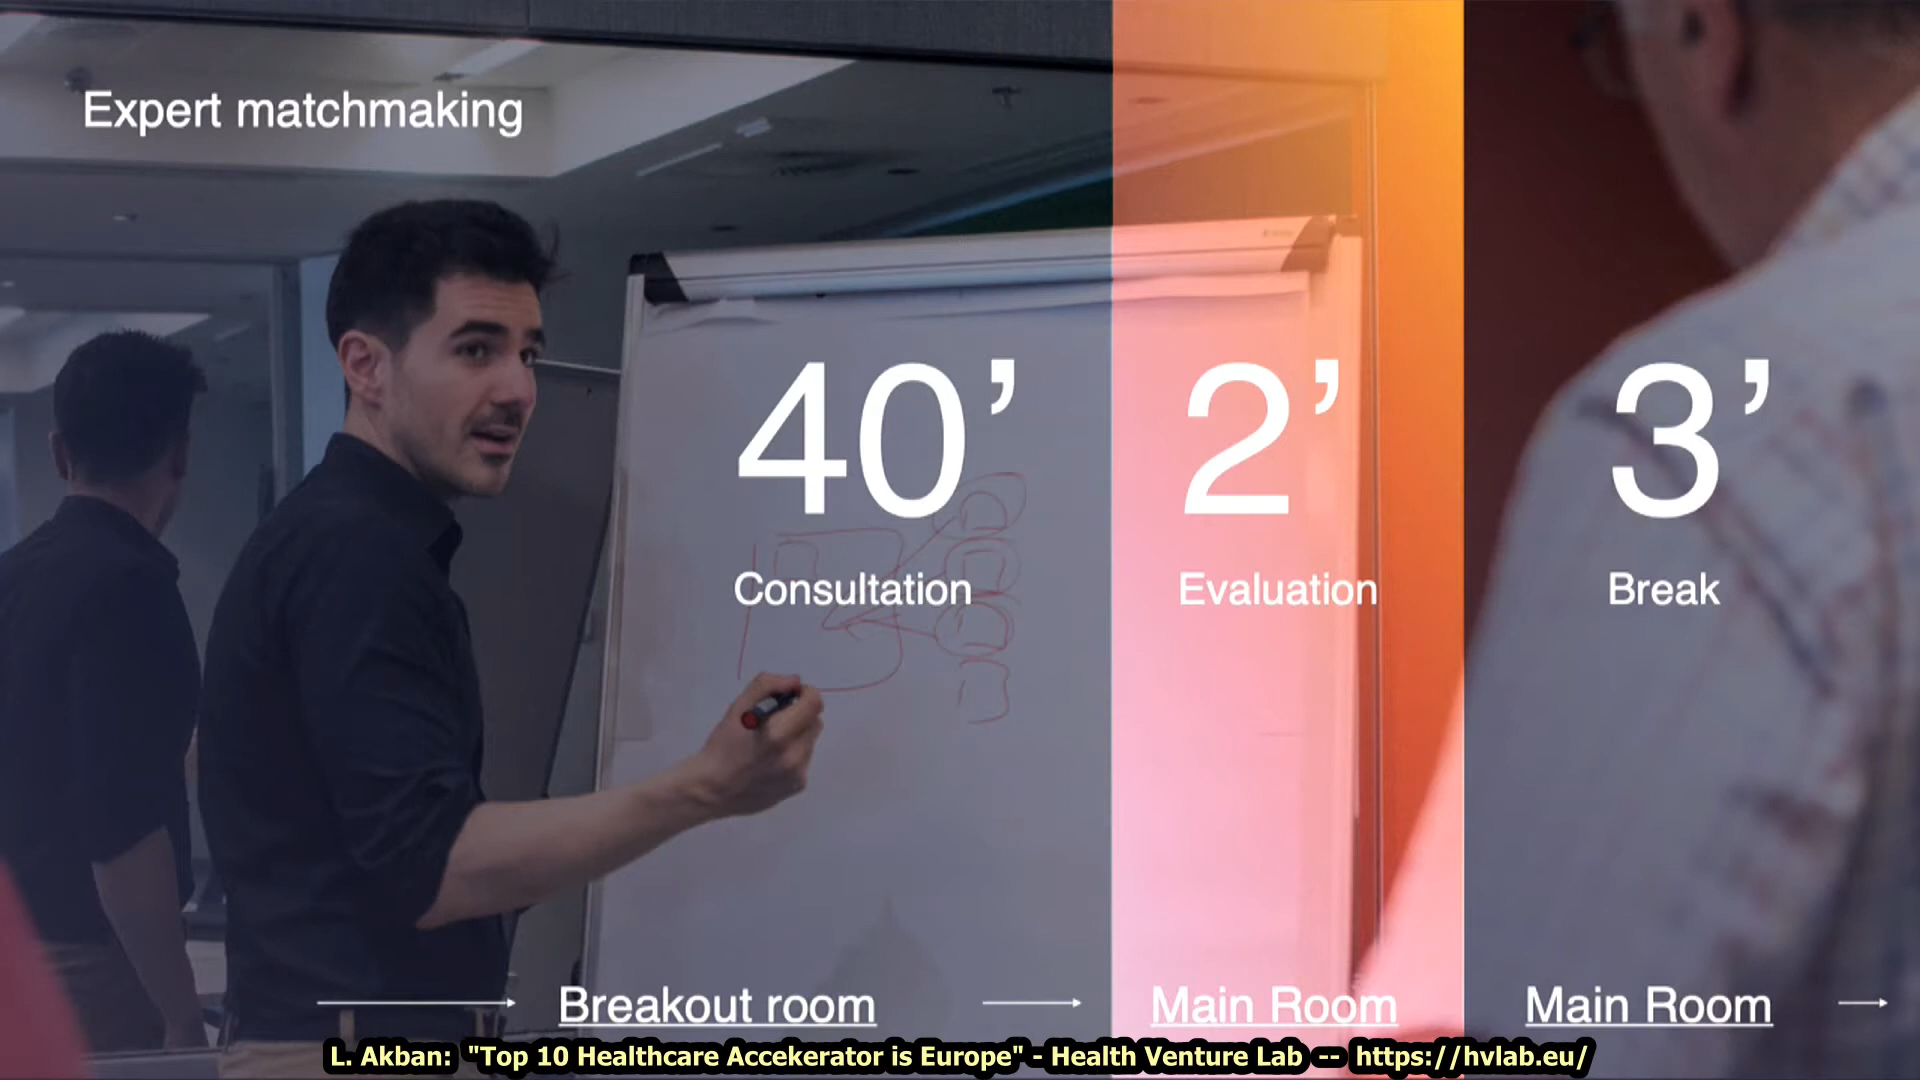 Expert matchmaking
40’ 2’ 3’
Consultation Evaluation Break
Breakout room Main Room Main Room
L. Akban: "Top 10 Healthcare Accekerator is Europe" - Health Venture Lab -- https://hvlab.eu/